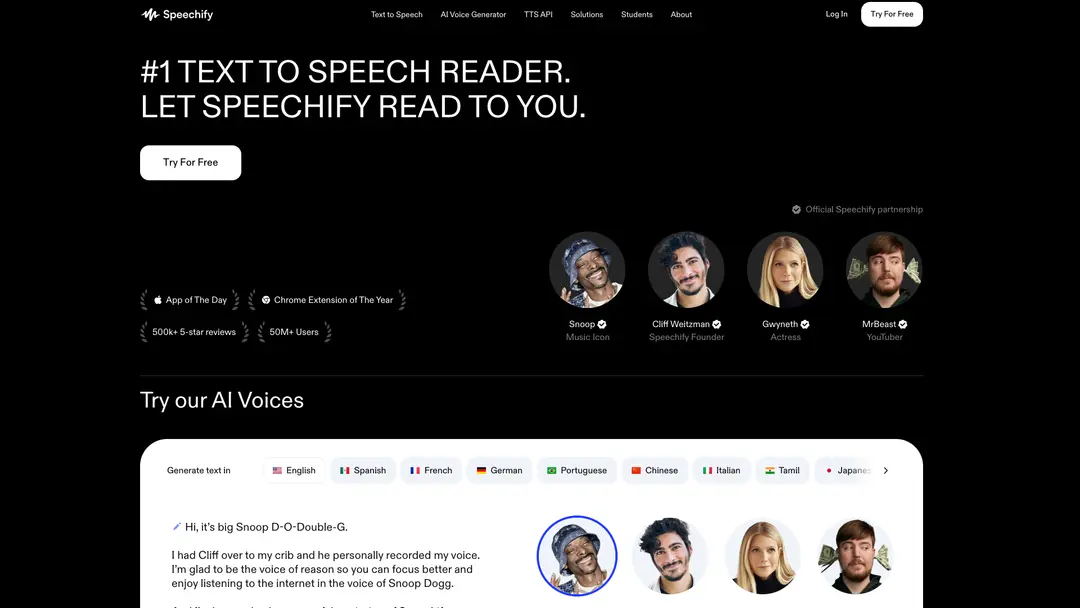 Speechify
Text to Speech
AI Voice Generator
TTS API
Solutions
Students
About
Log In
Try For Free
#1 TEXT TO SPEECH READER.
LET SPEECHIFY READ TO YOU.
Try For Free
Official Speechify partnership
App of The Day
Chrome Extension of The Year
500k+ 5-star reviews
50M+ Users
Snoop
Music Icon
Cliff Weitzman
Speechify Founder
Gwyneth
Actress
MrBeast
YouTuber
Try our AI Voices
Generate text in
English
Spanish
French
German
Portuguese
Chinese
Italian
Tamil
Hi, it’s big Snoop D-O-Double-G.
I had Cliff over to my crib and he personally recorded my voice.
I’m glad to be the voice of reason so you can focus better and
enjoy listening to the internet in the voice of Snoop Dogg.